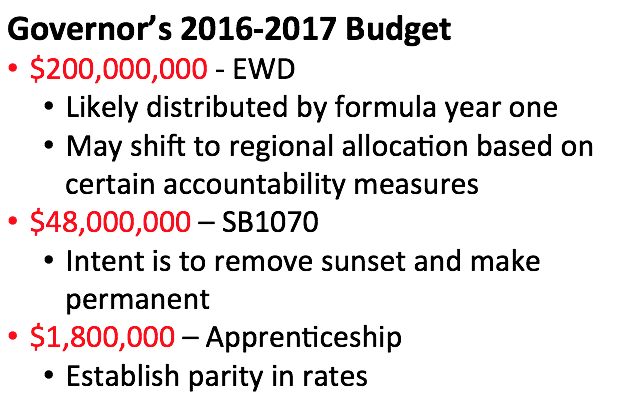 Governor’s 2016-2017 Budget
• $200,000,000 - EWD
• Likely distributed by formula year one
• May shift to regional allocation based on
certain accountability measures
• $48,000,000 – SB1070
• Intent is to remove sunset and make
permanent
• $1,800,000 – Apprenticeship
• Establish parity in rates